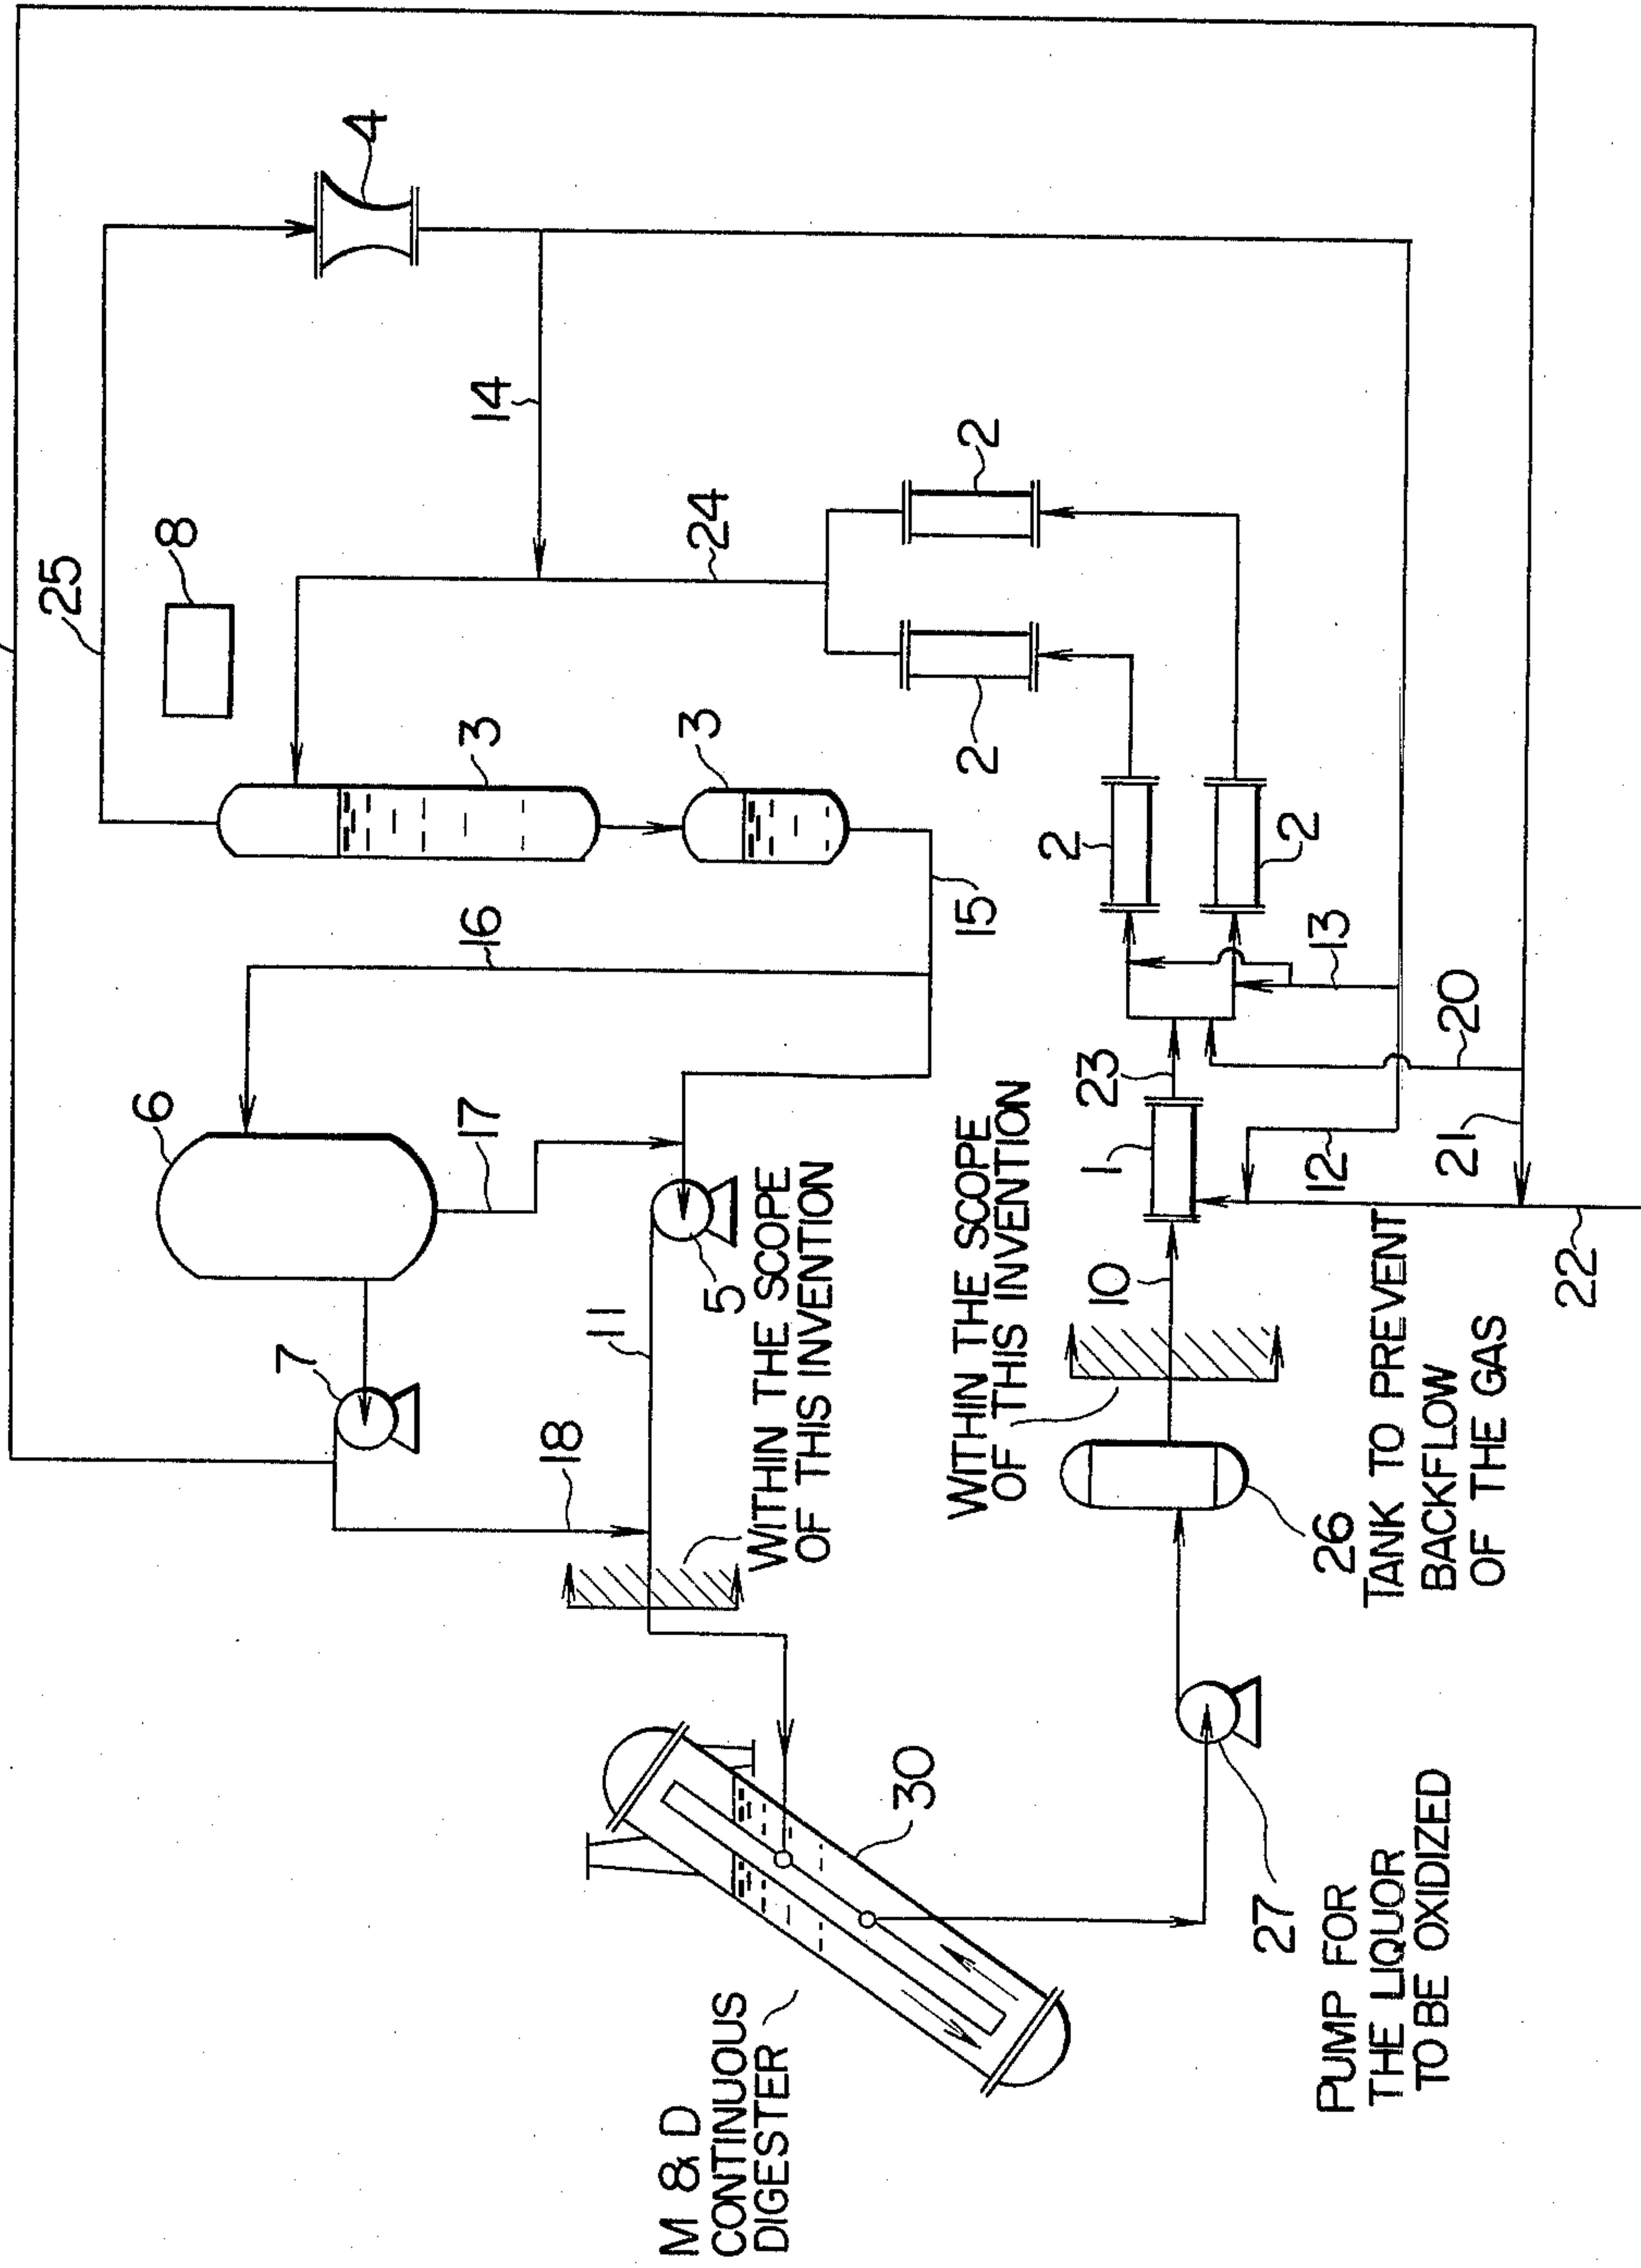 25
6
8
7
4
17
16
3
14
18
11
3
24
M & D
CONTINUOUS
DIGESTER
5
WITHIN THE SCOPE
OF THIS INVENTION
30
WITHIN THE SCOPE
OF THIS INVENTION
15
2
2
2
1
23
10
27
PUMP FOR
THE LIQUOR
TO BE OXIDIZED
2
26
TANK TO PREVENT
BACKFLOW
OF THE GAS
12
13
21
20
22